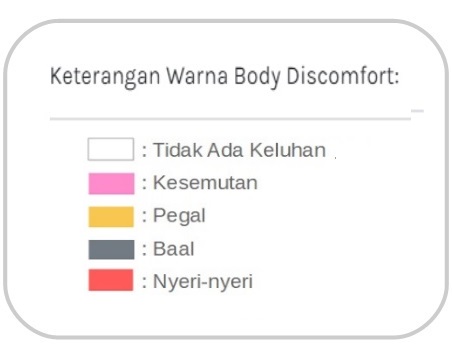 Keterangan Warna Body Discomfort:
: Tidak Ada Keluhan
: Kesemutan
: Pegal
: Baal
: Nyeri-nyeri